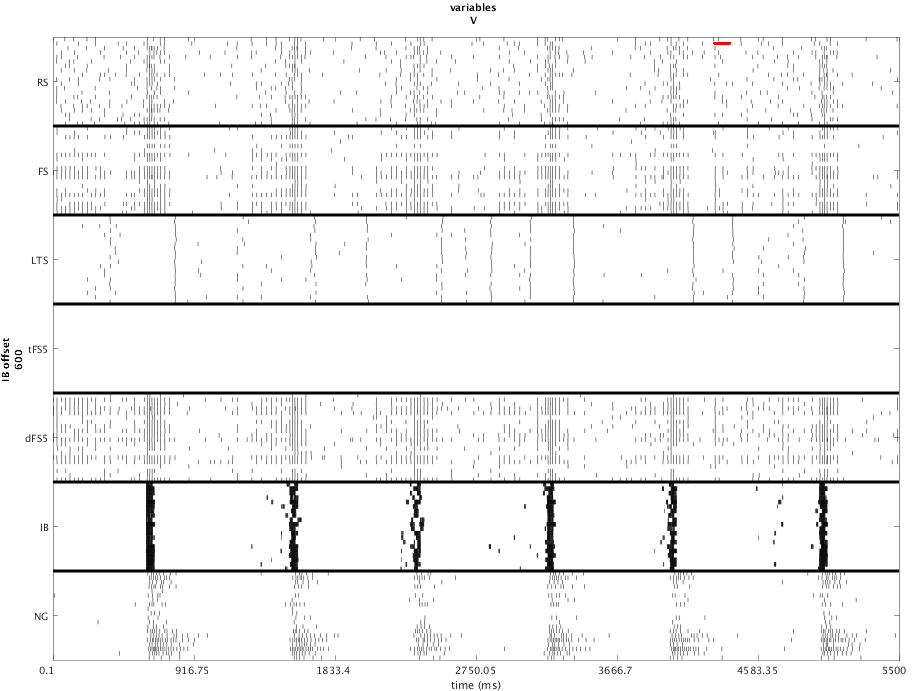 variables
V
RS
FS
LTS
tFS5
dFS5
IB
NG
IB offset
600
0.1
916.75
1833.4
2750.05
3666.7
4583.35
5500
time (ms)